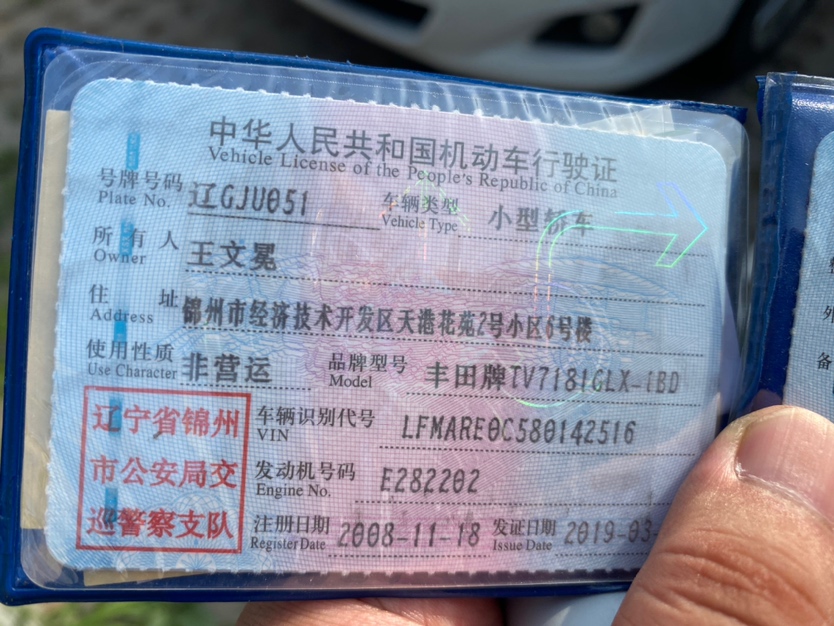 中华人民共和国机动车行驶证
Vehicle License of the People's Republic of China
号牌号码 辽GJU051 车辆类型 小型轿车
Plate No. Vehicle Type
所有人 王文冕
Owner
住址 锦州市经济技术开发区天港花苑2号小区6号楼
Address
使用性质 非营运 品牌型号 丰田牌TV7181GLX-IBD
Use Character Model
辽宁省锦州
市公安局交
巡警察支队
车辆识别代号 LFMARE0C580142516
VIN
发动机号码 E282202
Engine No.
注册日期 2008-11-18 发证日期 2019-03-
Register Date Issue Date
备